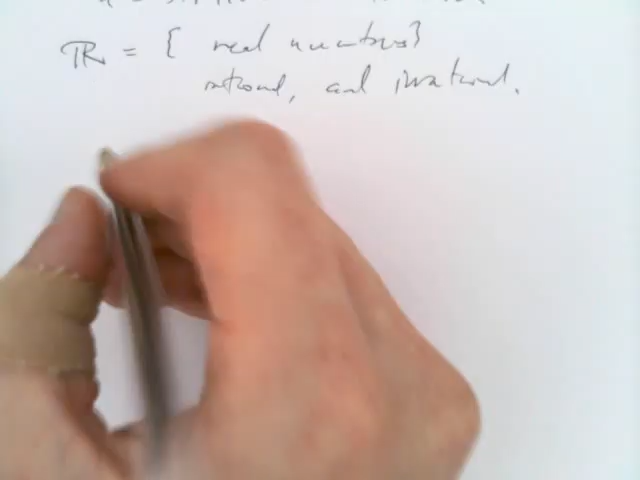 ℝ = { real numbers}
rational, and irrational.